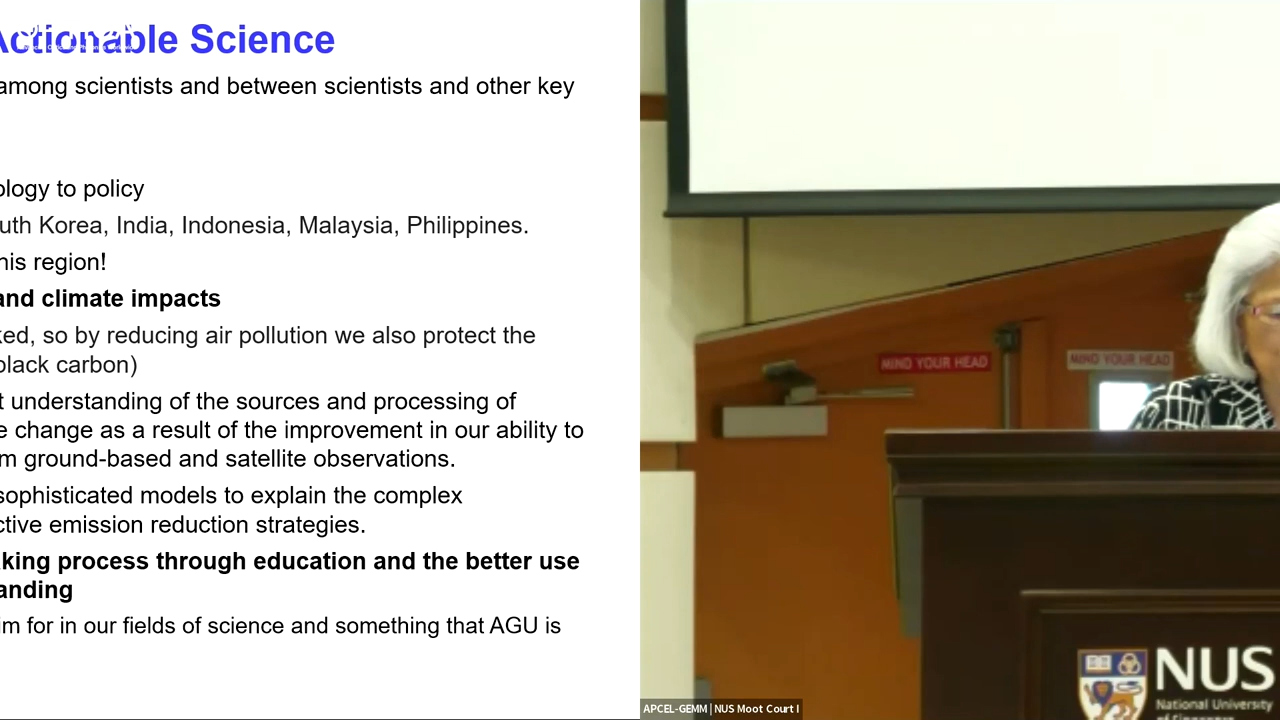 Actionable Science
among scientists and between scientists and other key
ology to policy
uth Korea, India, Indonesia, Malaysia, Philippines.
his region!
and climate impacts
ked, so by reducing air pollution we also protect the
black carbon)
t understanding of the sources and processing of
e change as a result of the improvement in our ability to
m ground-based and satellite observations.
sophisticated models to explain the complex
ctive emission reduction strategies.
king process through education and the better use
anding
im for in our fields of science and something that AGU is
MIND YOUR HEAD
MIND YOUR HEAD
NUS
National University
of Singapore
APCEL-GEMM | NUS Moot Court I